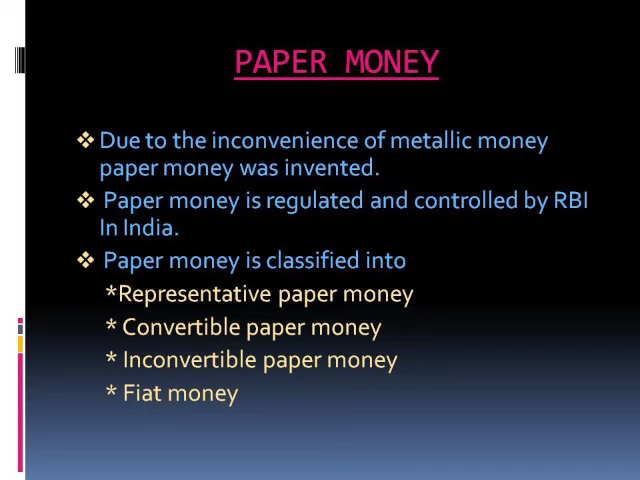 PAPER MONEY
❖ Due to the inconvenience of metallic money
paper money was invented.
❖ Paper money is regulated and controlled by RBI
In India.
❖ Paper money is classified into
*Representative paper money
* Convertible paper money
* Inconvertible paper money
* Fiat money